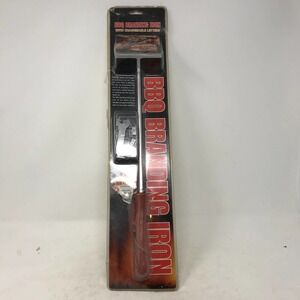 BBQ BRANDING IRON
WITH CHANGEABLE LETTERS
BBQ BRANDING IRON